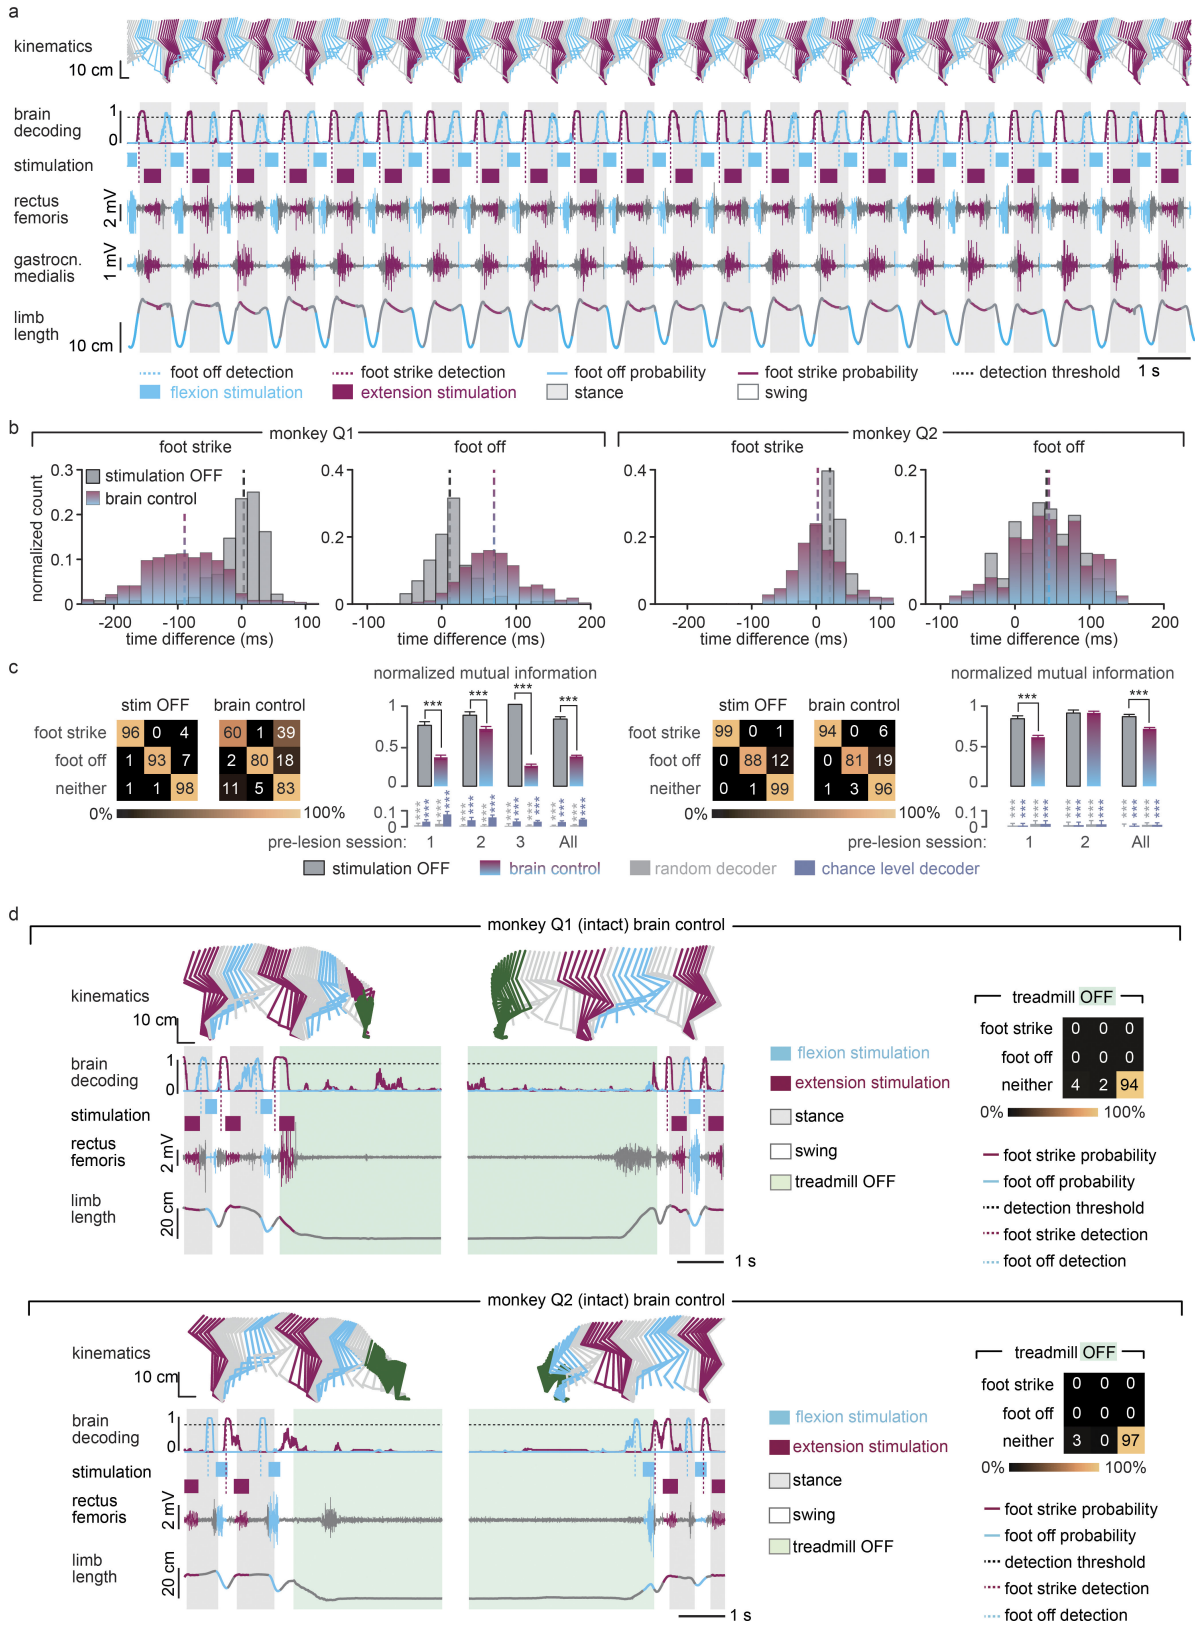 a
kinematics
10 cm
brain decoding
1
0
stimulation
rectus femoris
2 mV
gastrocn. medialis
1 mV
limb length
10 cm
1 s
foot off detection
foot strike detection
foot off probability
foot strike probability
detection threshold
flexion stimulation
extension stimulation
stance
swing
b
monkey Q1
monkey Q2
foot strike
foot off
foot strike
foot off
stimulation OFF
brain control
normalized count
0.3
0.2
0.1
0
-200 -100 0 100
time difference (ms)
0.4
0.2
0
-100 0 100 200
time difference (ms)
0.4
0.2
0
-200 -100 0 100
time difference (ms)
0.2
0.1
0
-100 0 100 200
time difference (ms)
c
normalized mutual information
normalized mutual information
stim OFF brain control
foot strike 96 0 4 60 1 39
foot off 1 93 7 2 80 18
neither 1 1 98 11 5 83
0% 100%
1
0.5
0
0.1
0
*** *** *** ***
pre-lesion session: 1 2 3 All
stim OFF brain control
99 0 1 94 0 6
0 88 12 0 81 19
0 1 99 1 3 96
0% 100%
1
0.5
0
0.1
0
*** ***
pre-lesion session: 1 2 All
stimulation OFF
brain control
random decoder
chance level decoder
d
monkey Q1 (intact) brain control
kinematics
10 cm
brain decoding
1
0
stimulation
rectus femoris
2 mV
limb length
20 cm
1 s
flexion stimulation
extension stimulation
stance
swing
treadmill OFF
treadmill OFF
foot strike 0 0 0
foot off 0 0 0
neither 4 2 94
0% 100%
foot strike probability
foot off probability
detection threshold
foot strike detection
foot off detection
monkey Q2 (intact) brain control
kinematics
10 cm
brain decoding
1
0
stimulation
rectus femoris
2 mV
limb length
20 cm
1 s
flexion stimulation
extension stimulation
stance
swing
treadmill OFF
treadmill OFF
foot strike 0 0 0
foot off 0 0 0
neither 3 0 97
0% 100%
foot strike probability
foot off probability
detection threshold
foot strike detection
foot off detection